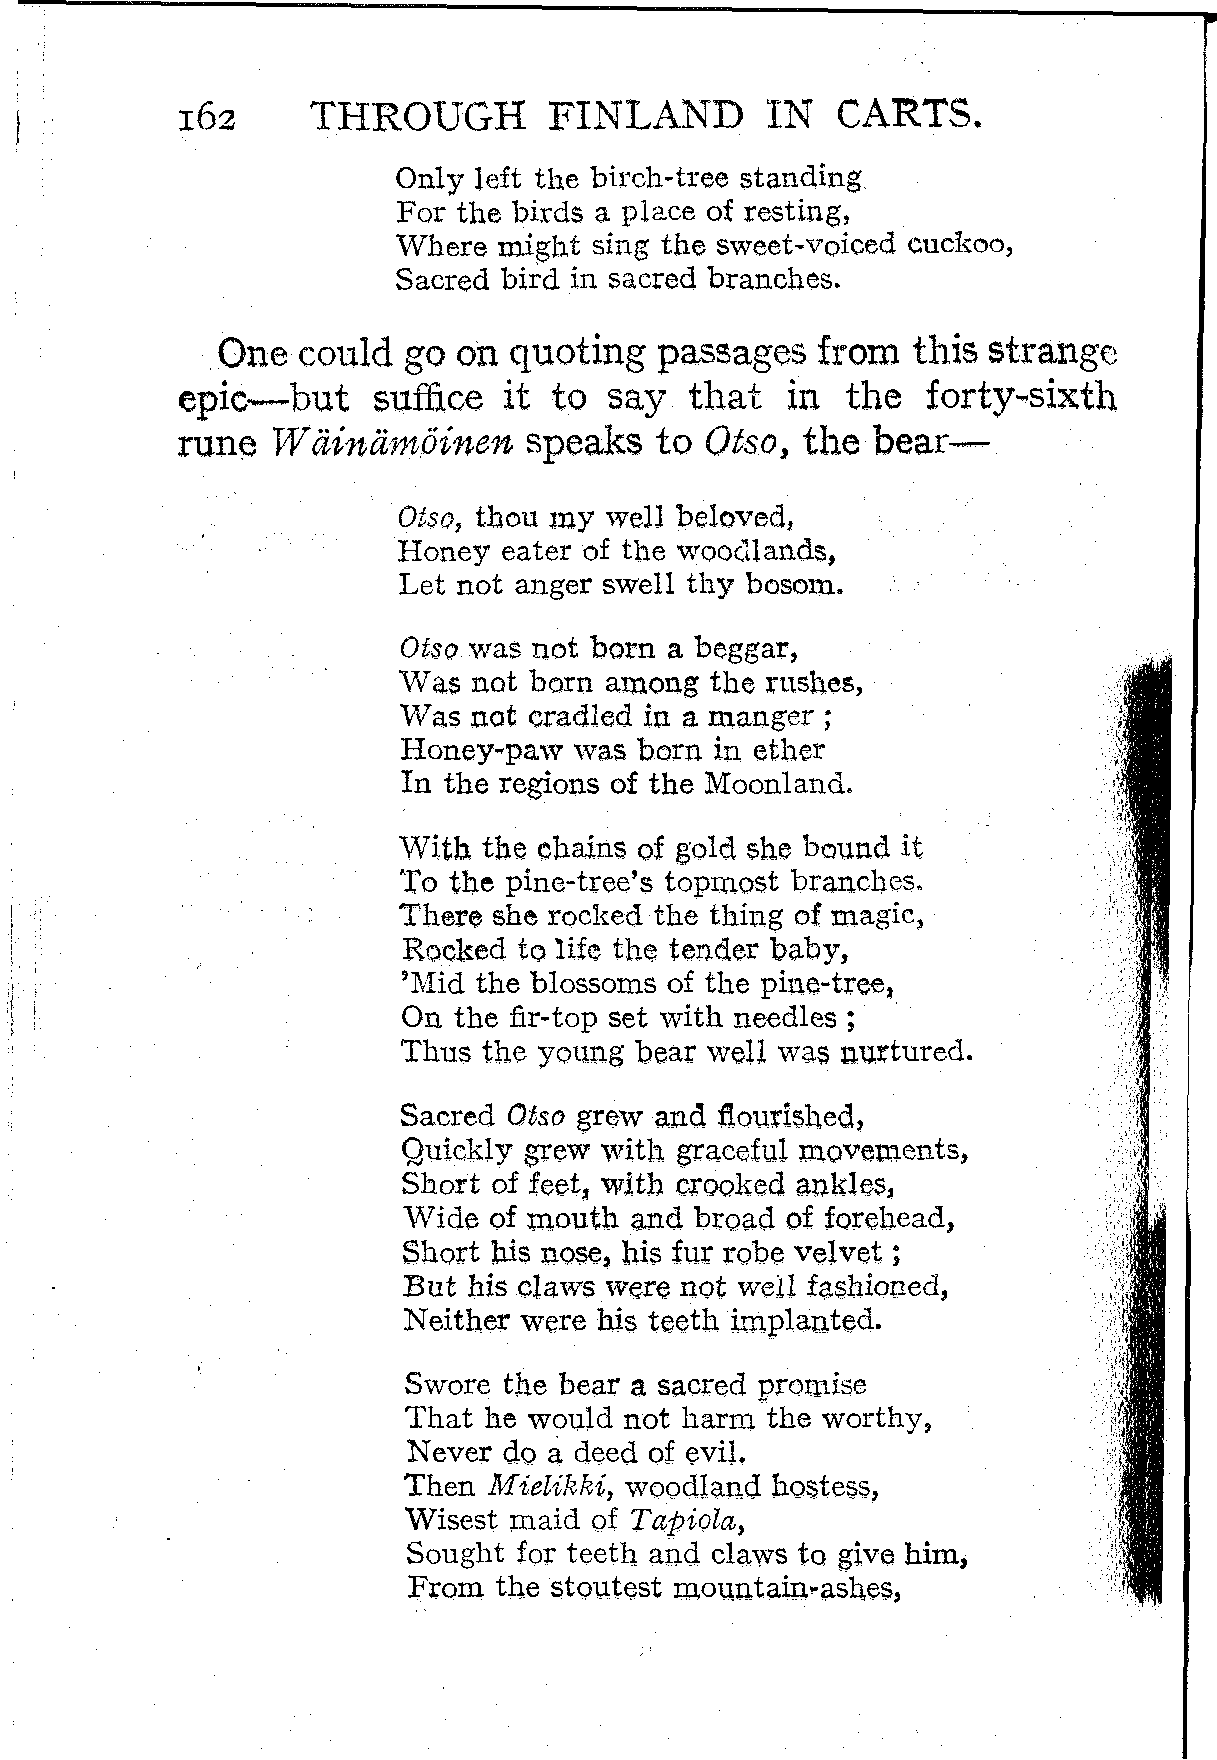 162 THROUGH FINLAND IN CARTS.
Only left the birch-tree standing
For the birds a place of resting,
Where might sing the sweet-voiced cuckoo,
Sacred bird in sacred branches.
One could go on quoting passages from this strange
epic—but suffice it to say that in the forty-sixth
rune Wäinämöinen speaks to Otso, the bear—
Otso, thou my well beloved,
Honey eater of the woodlands,
Let not anger swell thy bosom.
Otso was not born a beggar,
Was not born among the rushes,
Was not cradled in a manger ;
Honey-paw was born in ether
In the regions of the Moonland.
With the chains of gold she bound it
To the pine-tree's topmost branches.
There she rocked the thing of magic,
Rocked to life the tender baby,
'Mid the blossoms of the pine-tree,
On the fir-top set with needles ;
Thus the young bear well was nurtured.
Sacred Otso grew and flourished,
Quickly grew with graceful movements,
Short of feet, with crooked ankles,
Wide of mouth and broad of forehead,
Short his nose, his fur robe velvet ;
But his claws were not well fashioned,
Neither were his teeth implanted.
Swore the bear a sacred promise
That he would not harm the worthy,
Never do a deed of evil.
Then Mielikki, woodland hostess,
Wisest maid of Tapiola,
Sought for teeth and claws to give him,
From the stoutest mountain-ashes,